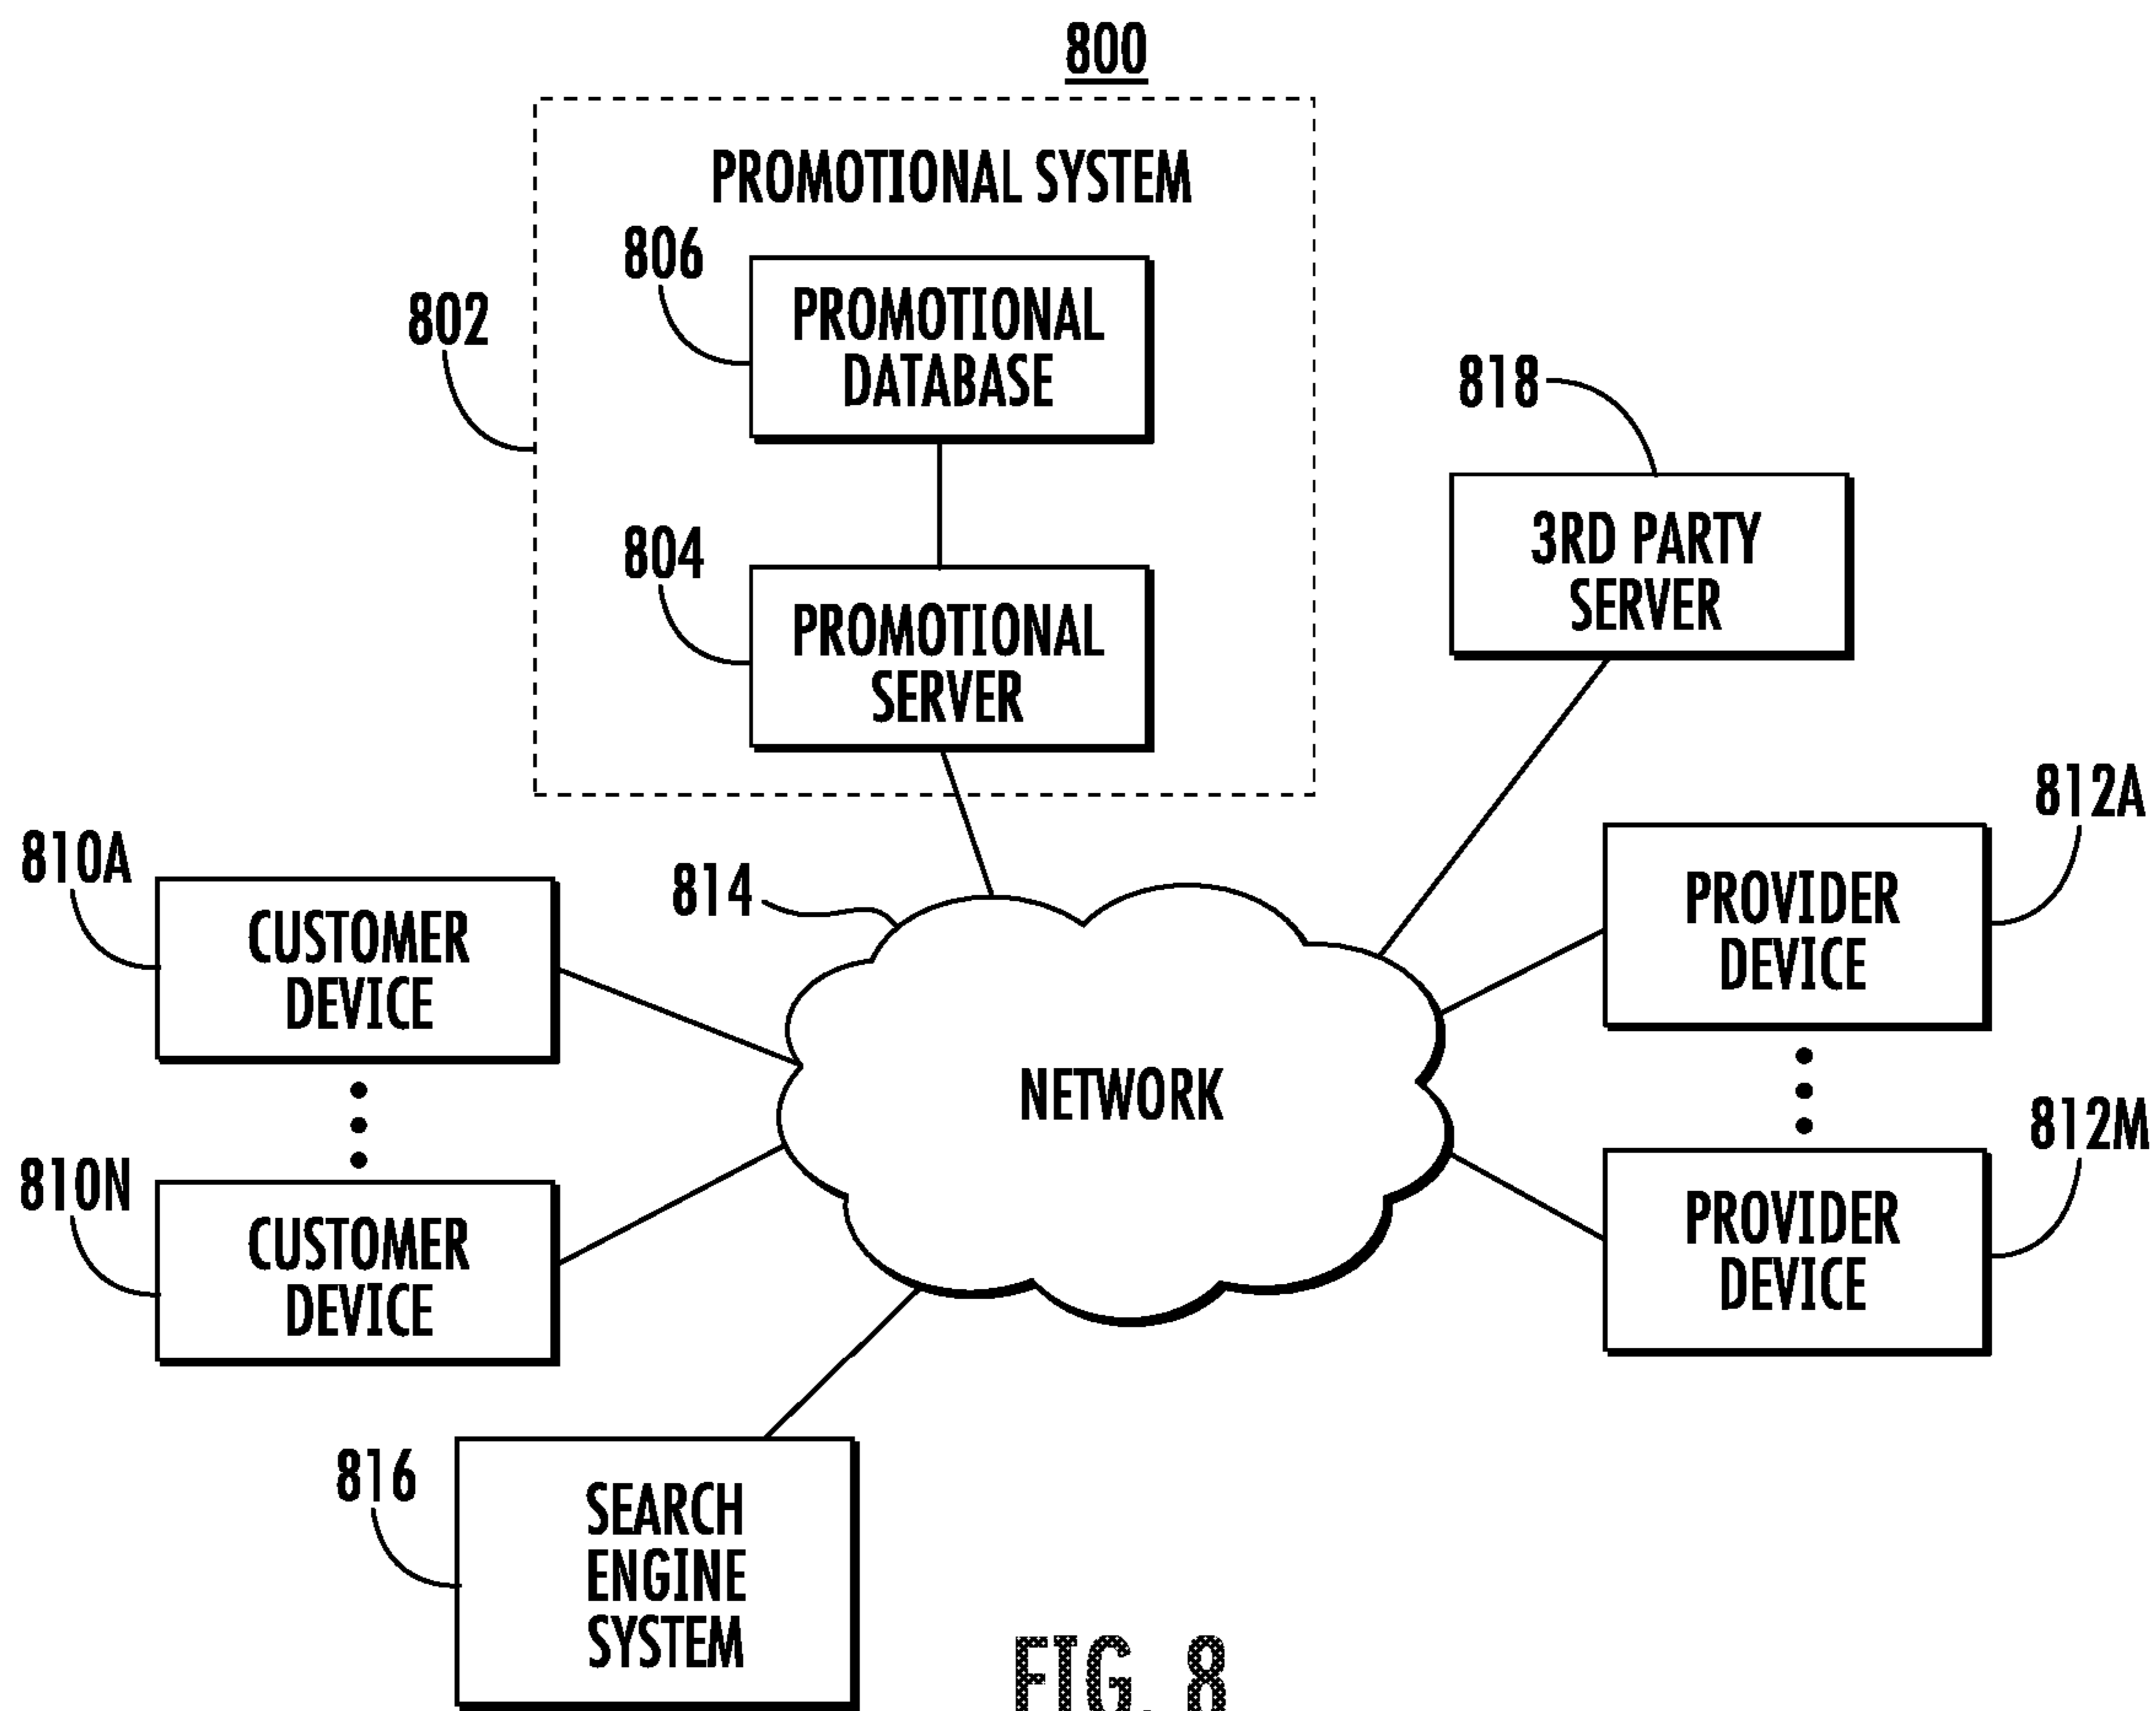 800
PROMOTIONAL SYSTEM
806
PROMOTIONAL
DATABASE
802
818
3RD PARTY
SERVER
804
PROMOTIONAL
SERVER
812A
PROVIDER
DEVICE
810A
CUSTOMER
DEVICE
814
NETWORK
812M
PROVIDER
DEVICE
810N
CUSTOMER
DEVICE
816
SEARCH
ENGINE
SYSTEM
FIG. 8